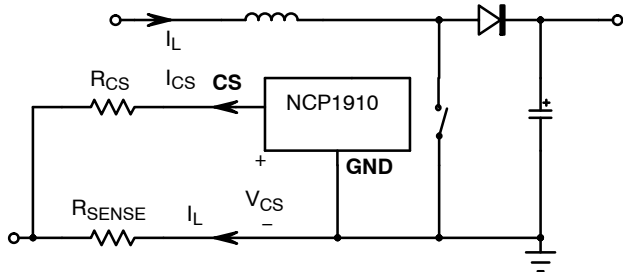 I_L
R_CS
I_CS
CS
NCP1910
+
+
GND
R_SENSE
I_L
V_CS
–